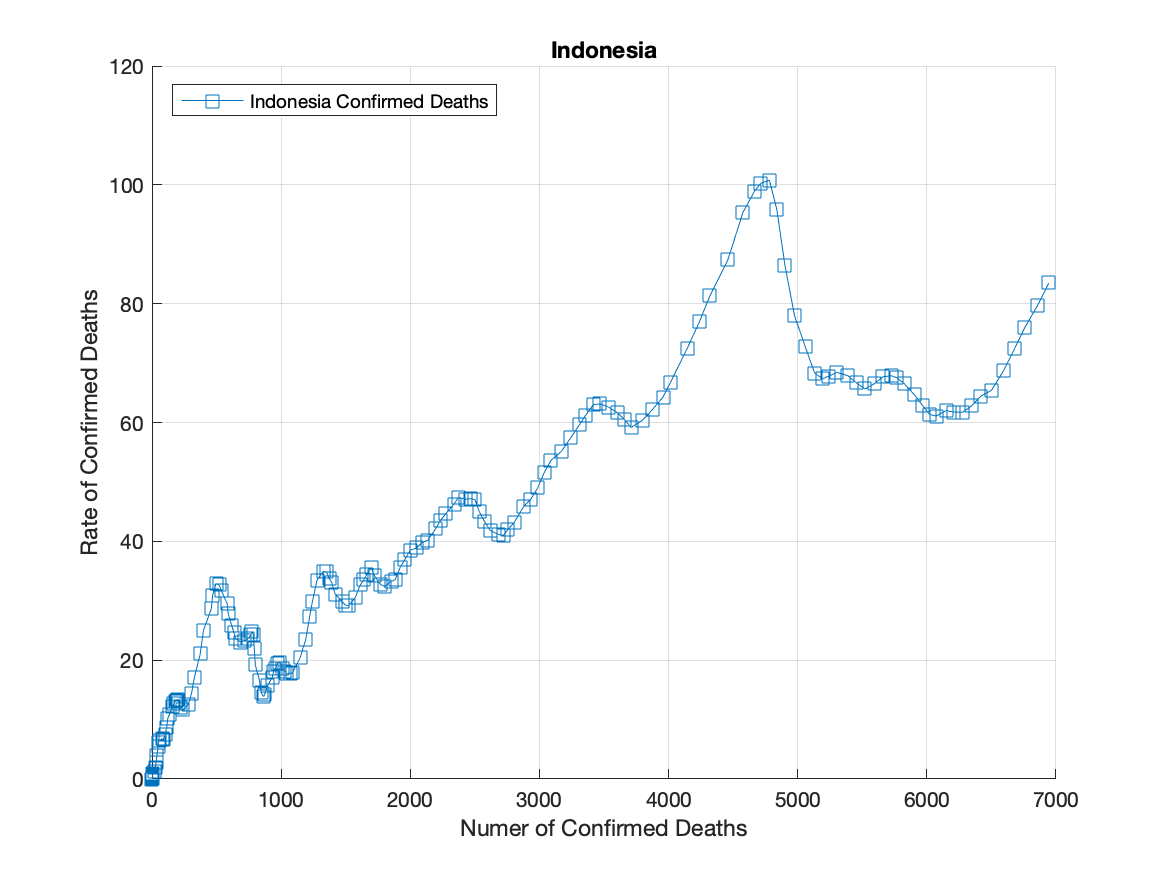 Indonesia
Indonesia Confirmed Deaths
120
100
80
60
40
20
0
Rate of Confirmed Deaths
0 1000 2000 3000 4000 5000 6000 7000
Numer of Confirmed Deaths